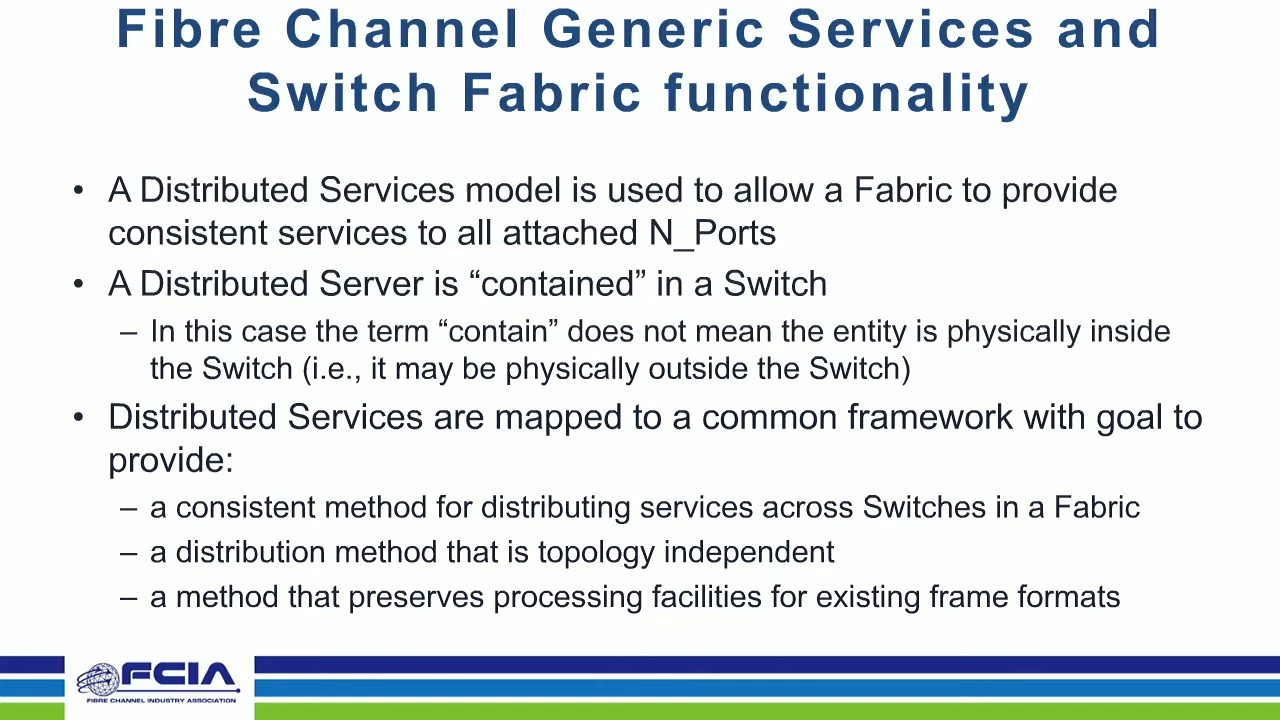 Fibre Channel Generic Services and
Switch Fabric functionality
• A Distributed Services model is used to allow a Fabric to provide
consistent services to all attached N_Ports
• A Distributed Server is “contained” in a Switch
– In this case the term “contain” does not mean the entity is physically inside
the Switch (i.e., it may be physically outside the Switch)
• Distributed Services are mapped to a common framework with goal to
provide:
– a consistent method for distributing services across Switches in a Fabric
– a distribution method that is topology independent
– a method that preserves processing facilities for existing frame formats
FCIA
FIBRE CHANNEL INDUSTRY ASSOCIATION